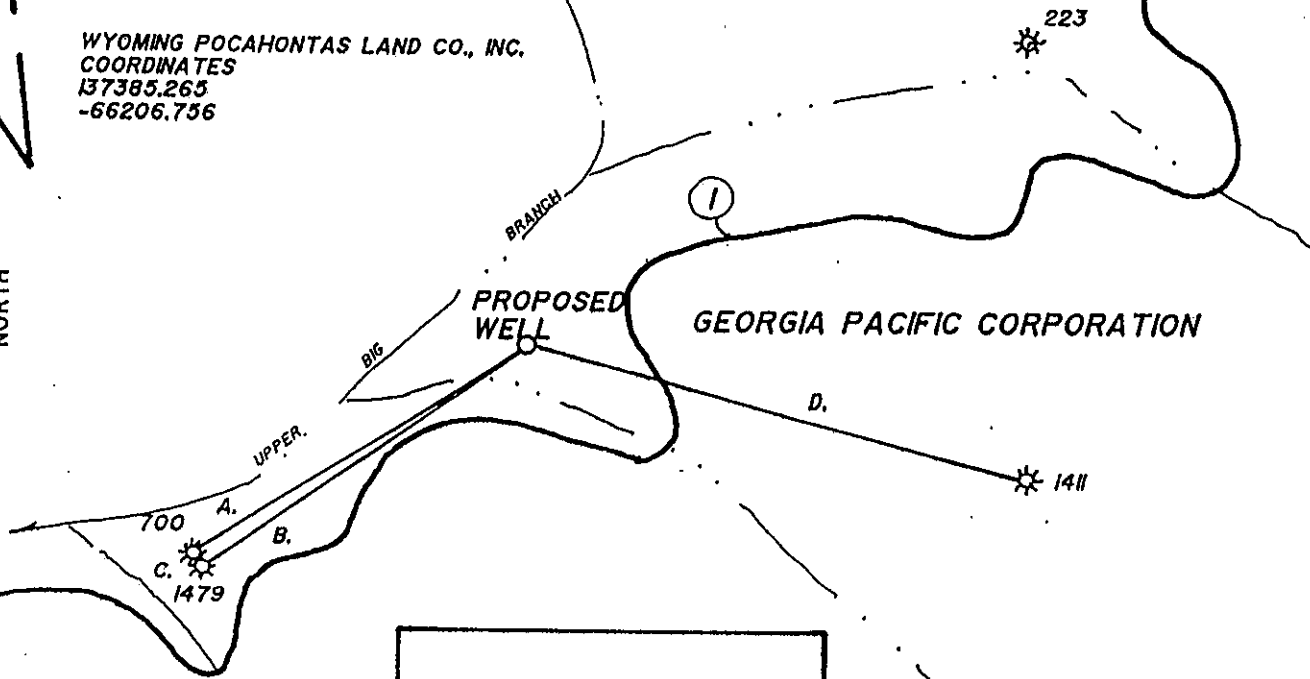 WYOMING POCAHONTAS LAND CO., INC.
COORDINATES
137385.265
-66206.756
223
BRANCH
1
NORTH
PROPOSED
WELL
GEORGIA PACIFIC CORPORATION
BIG
D.
UPPER.
1411
A.
700
B.
C.
1479